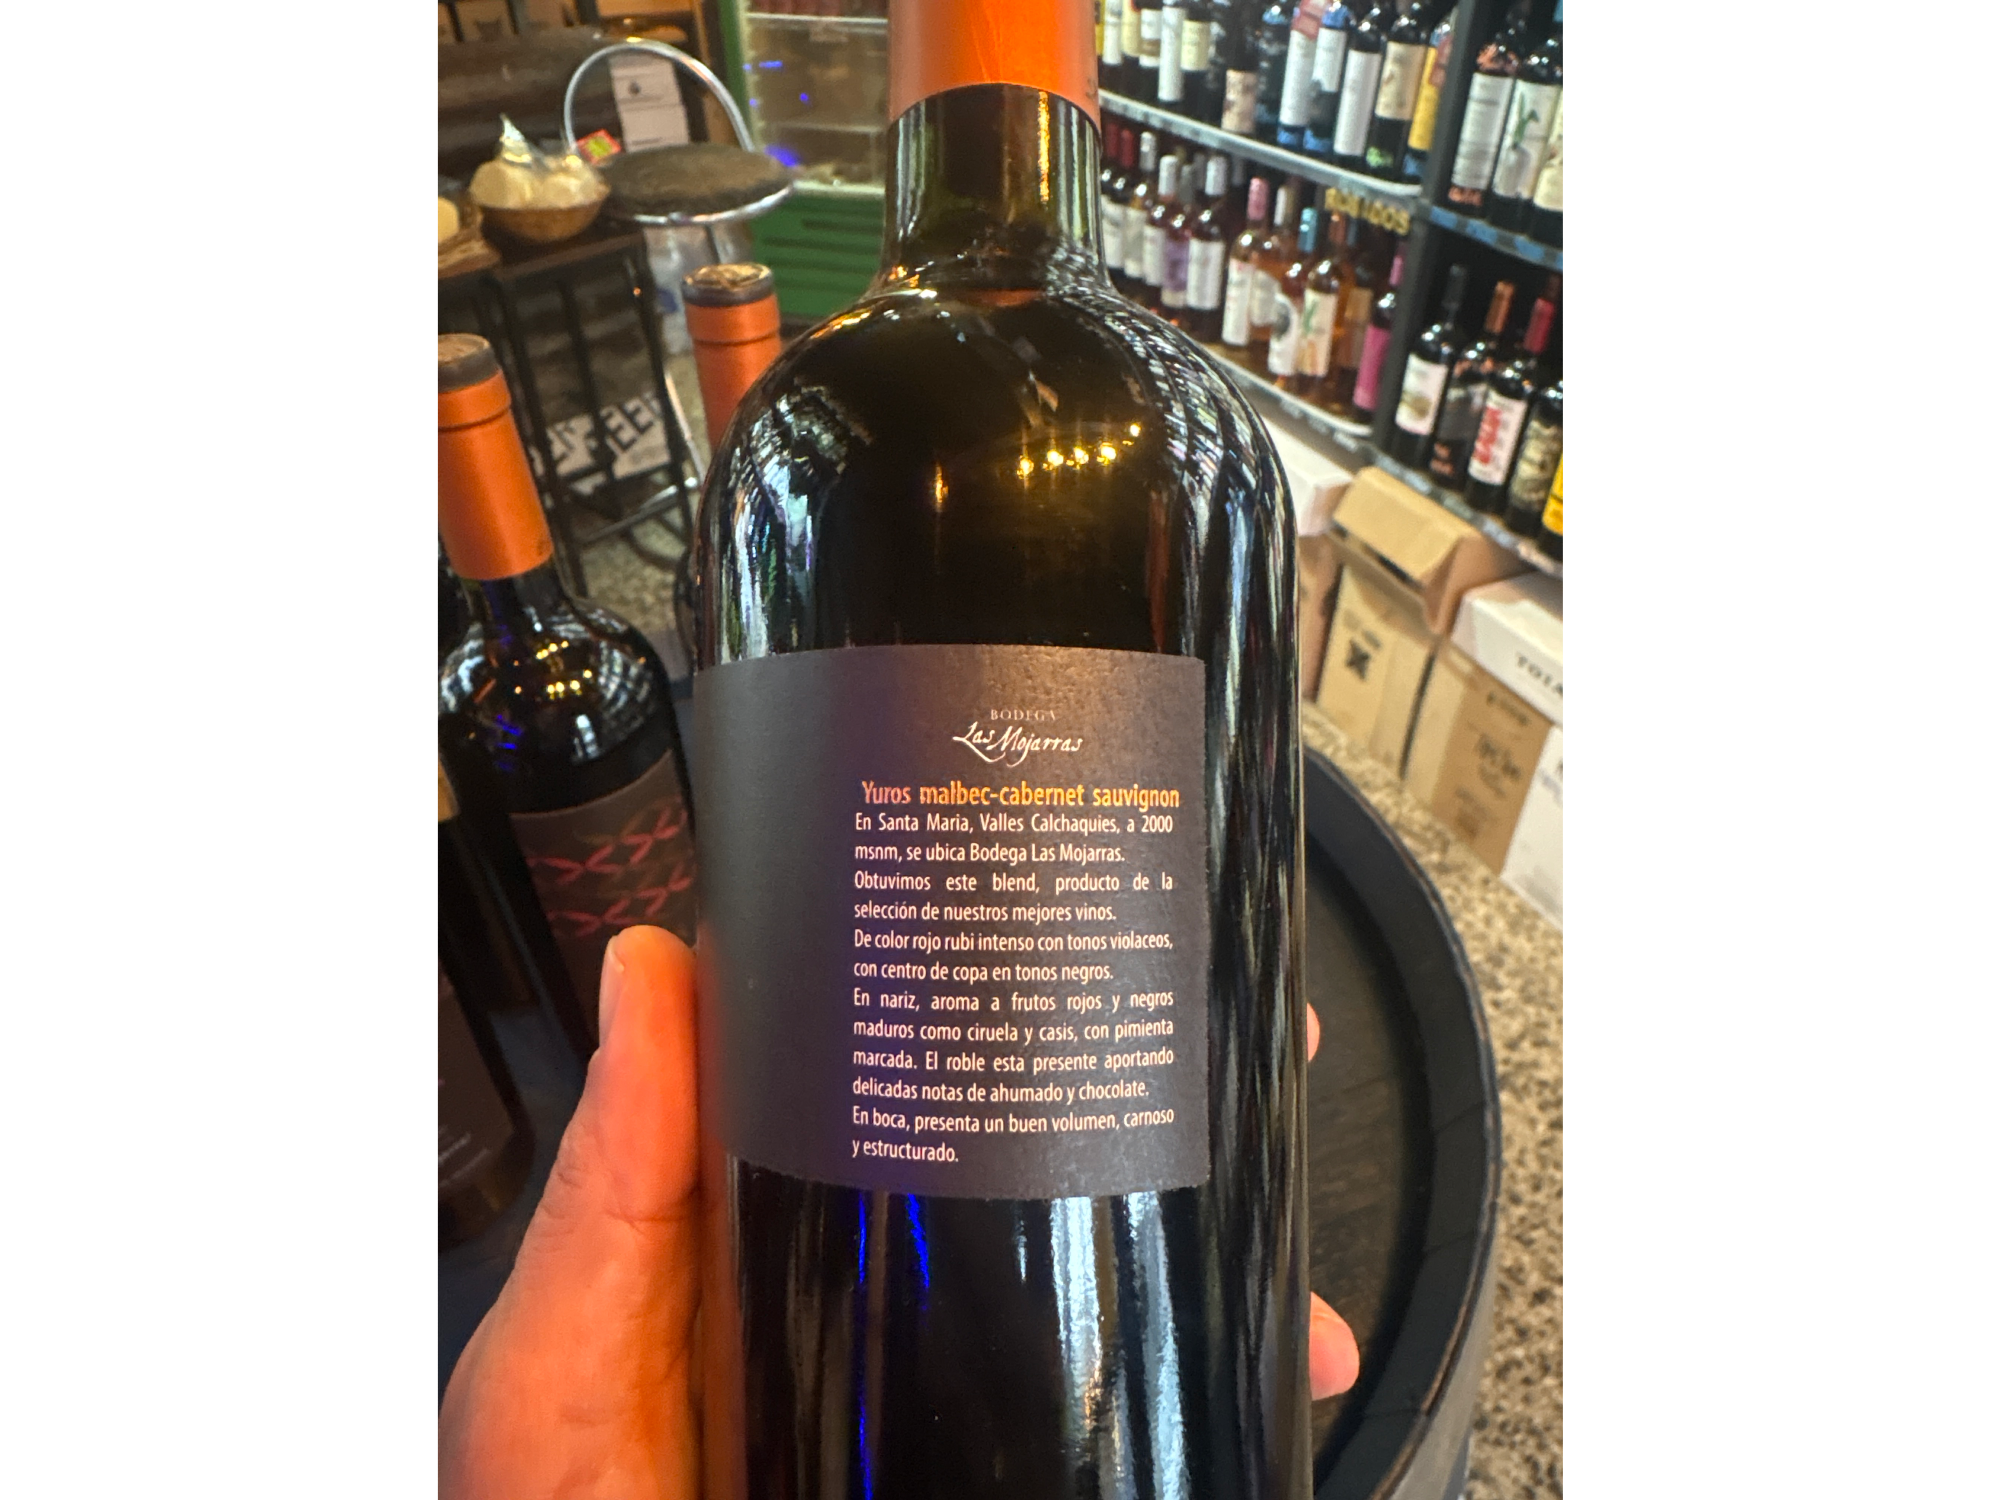 ROSADOS
TOTA
BODEGA
Las Mojarras
Yuros malbec-cabernet sauvignon
En Santa Maria, Valles Calchaquies, a 2000
msnm, se ubica Bodega Las Mojarras.
Obtuvimos este blend, producto de la
selección de nuestros mejores vinos.
De color rojo rubi intenso con tonos violaceos,
con centro de copa en tonos negros.
En nariz, aroma a frutos rojos y negros
maduros como ciruela y casis, con pimienta
marcada. El roble esta presente aportando
delicadas notas de ahumado y chocolate.
En boca, presenta un buen volumen, carnoso
y estructurado.